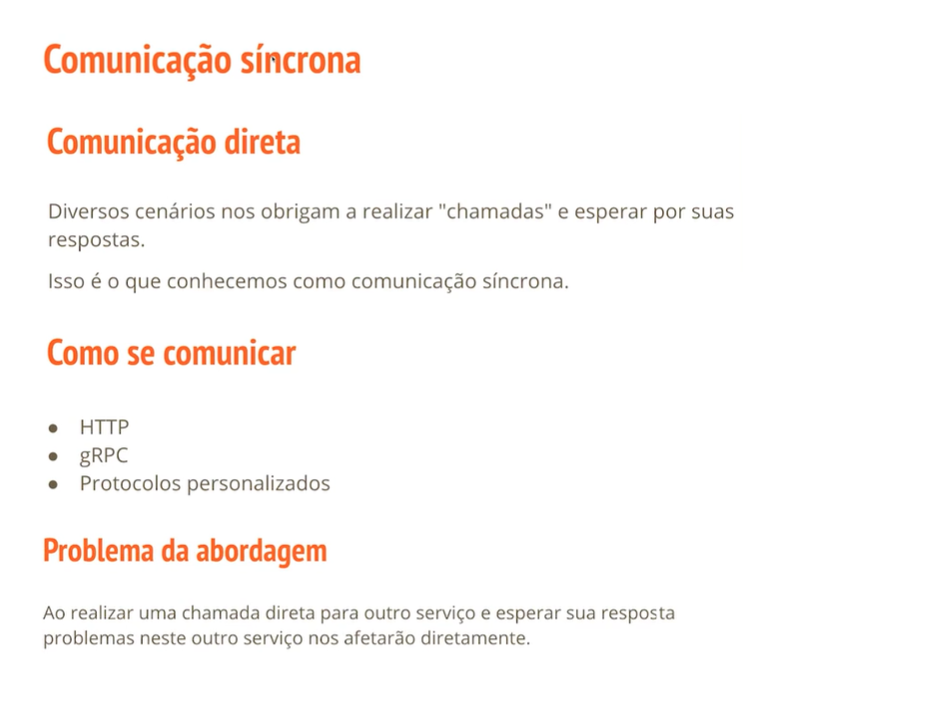 Comunicação síncrona
Comunicação direta
Diversos cenários nos obrigam a realizar "chamadas" e esperar por suas
respostas.
Isso é o que conhecemos como comunicação síncrona.
Como se comunicar
● HTTP
● gRPC
● Protocolos personalizados
Problema da abordagem
Ao realizar uma chamada direta para outro serviço e esperar sua resposta
problemas neste outro serviço nos afetarão diretamente.